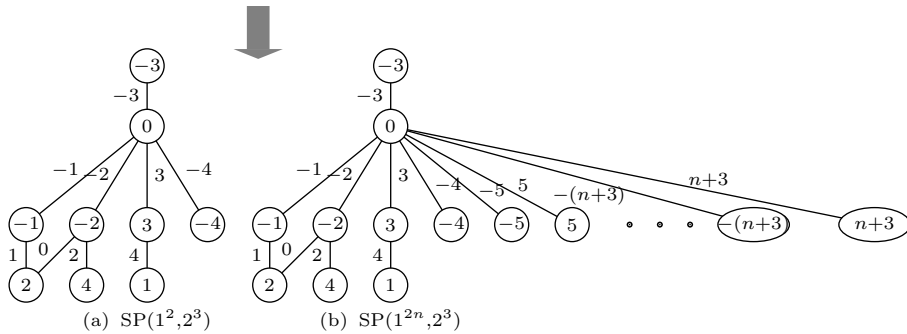 −3 −3
−3 −3
0 0
−1 −2 3 −4 −1 −2 3 −4 −5 5 −(n+3) n+3
−1 −2 3 −4 −1 −2 3 −4 −5 5 −(n+3) n+3
1 0 2 4 1 0 2 4
2 4 1 2 4 1
(a) SP(1²,2³) (b) SP(1²ⁿ,2³)